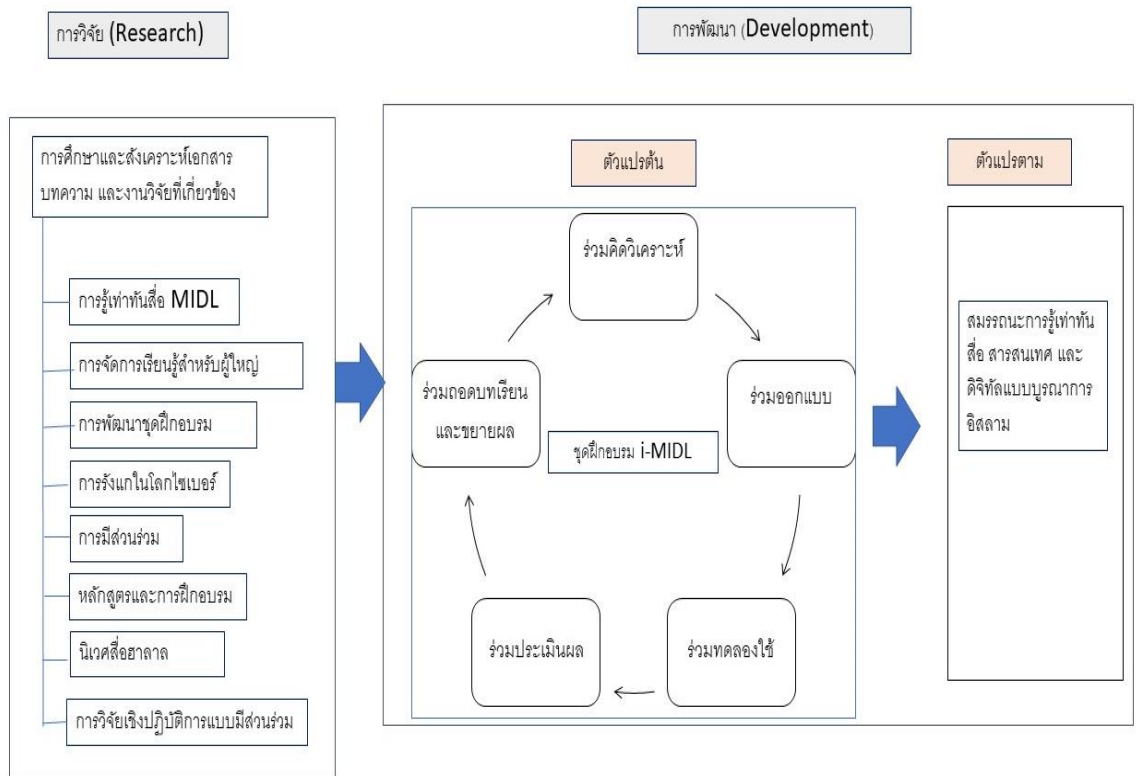 การวิจัย (Research)
การพัฒนา (Development)
การศึกษาและสังเคราะห์เอกสาร
บทความ และงานวิจัยที่เกี่ยวข้อง
การรู้เท่าทันสื่อ MIDL
การจัดการเรียนรู้สำหรับผู้ใหญ่
การพัฒนาชุดฝึกอบรม
การรังแกในโลกไซเบอร์
การมีส่วนร่วม
หลักสูตรและการฝึกอบรม
นิเวศสื่อฮาลาล
การวิจัยเชิงปฏิบัติการแบบมีส่วนร่วม
ตัวแปรต้น
ร่วมคิดวิเคราะห์
ร่วมออกแบบ
ร่วมทดลองใช้
ร่วมประเมินผล
ร่วมถอดบทเรียน
และขยายผล
ชุดฝึกอบรม i-MIDL
ตัวแปรตาม
สมรรถนะการรู้เท่าทัน
สื่อ สารสนเทศ และ
ดิจิทัลแบบบูรณาการ
อิสลาม